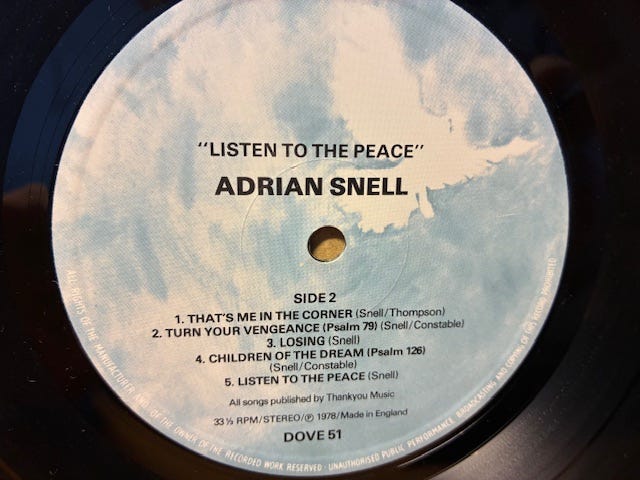 "LISTEN TO THE PEACE"
ADRIAN SNELL
SIDE 2
1. THAT'S ME IN THE CORNER (Snell/Thompson)
2. TURN YOUR VENGEANCE (Psalm 79) (Snell/Constable)
3. LOSING (Snell)
4. CHILDREN OF THE DREAM (Psalm 126)
(Snell/Constable)
5. LISTEN TO THE PEACE (Snell)
All songs published by Thankyou Music
33 ⅓ RPM/STEREO/Ⓟ 1978/Made in England
DOVE 51
ALL RIGHTS OF THE MANUFACTURER AND OF THE OWNER OF THE RECORDED WORK RESERVED · UNAUTHORISED PUBLIC PERFORMANCE BROADCASTING AND COPYING OF THIS RECORD PROHIBITED